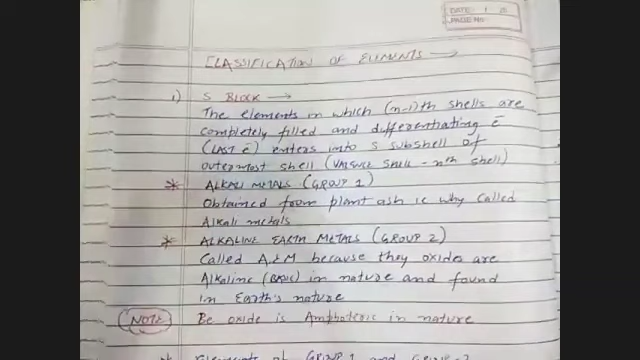 DATE: 1
PAGE NO
CLASSIFICATION OF ELEMENTS →
1) S BLOCK →
The elements in which (n-1)th shells are
completely filled and differentiating e̅
(LAST e̅) enters into S subshell of
outermost shell (VALENCE SHELL - nth shell)
* ALKALI METALS (GROUP 1)
Obtained from plant ash is why called
Alkali metals
* ALKALINE EARTH METALS (GROUP 2)
Called A.E.M because they oxides are
Alkaline (BASIC) in nature and found
in Earth's nature
NOTE Be oxide is Amphoteric in nature
* Elements of GROUP 1 and GROUP 2